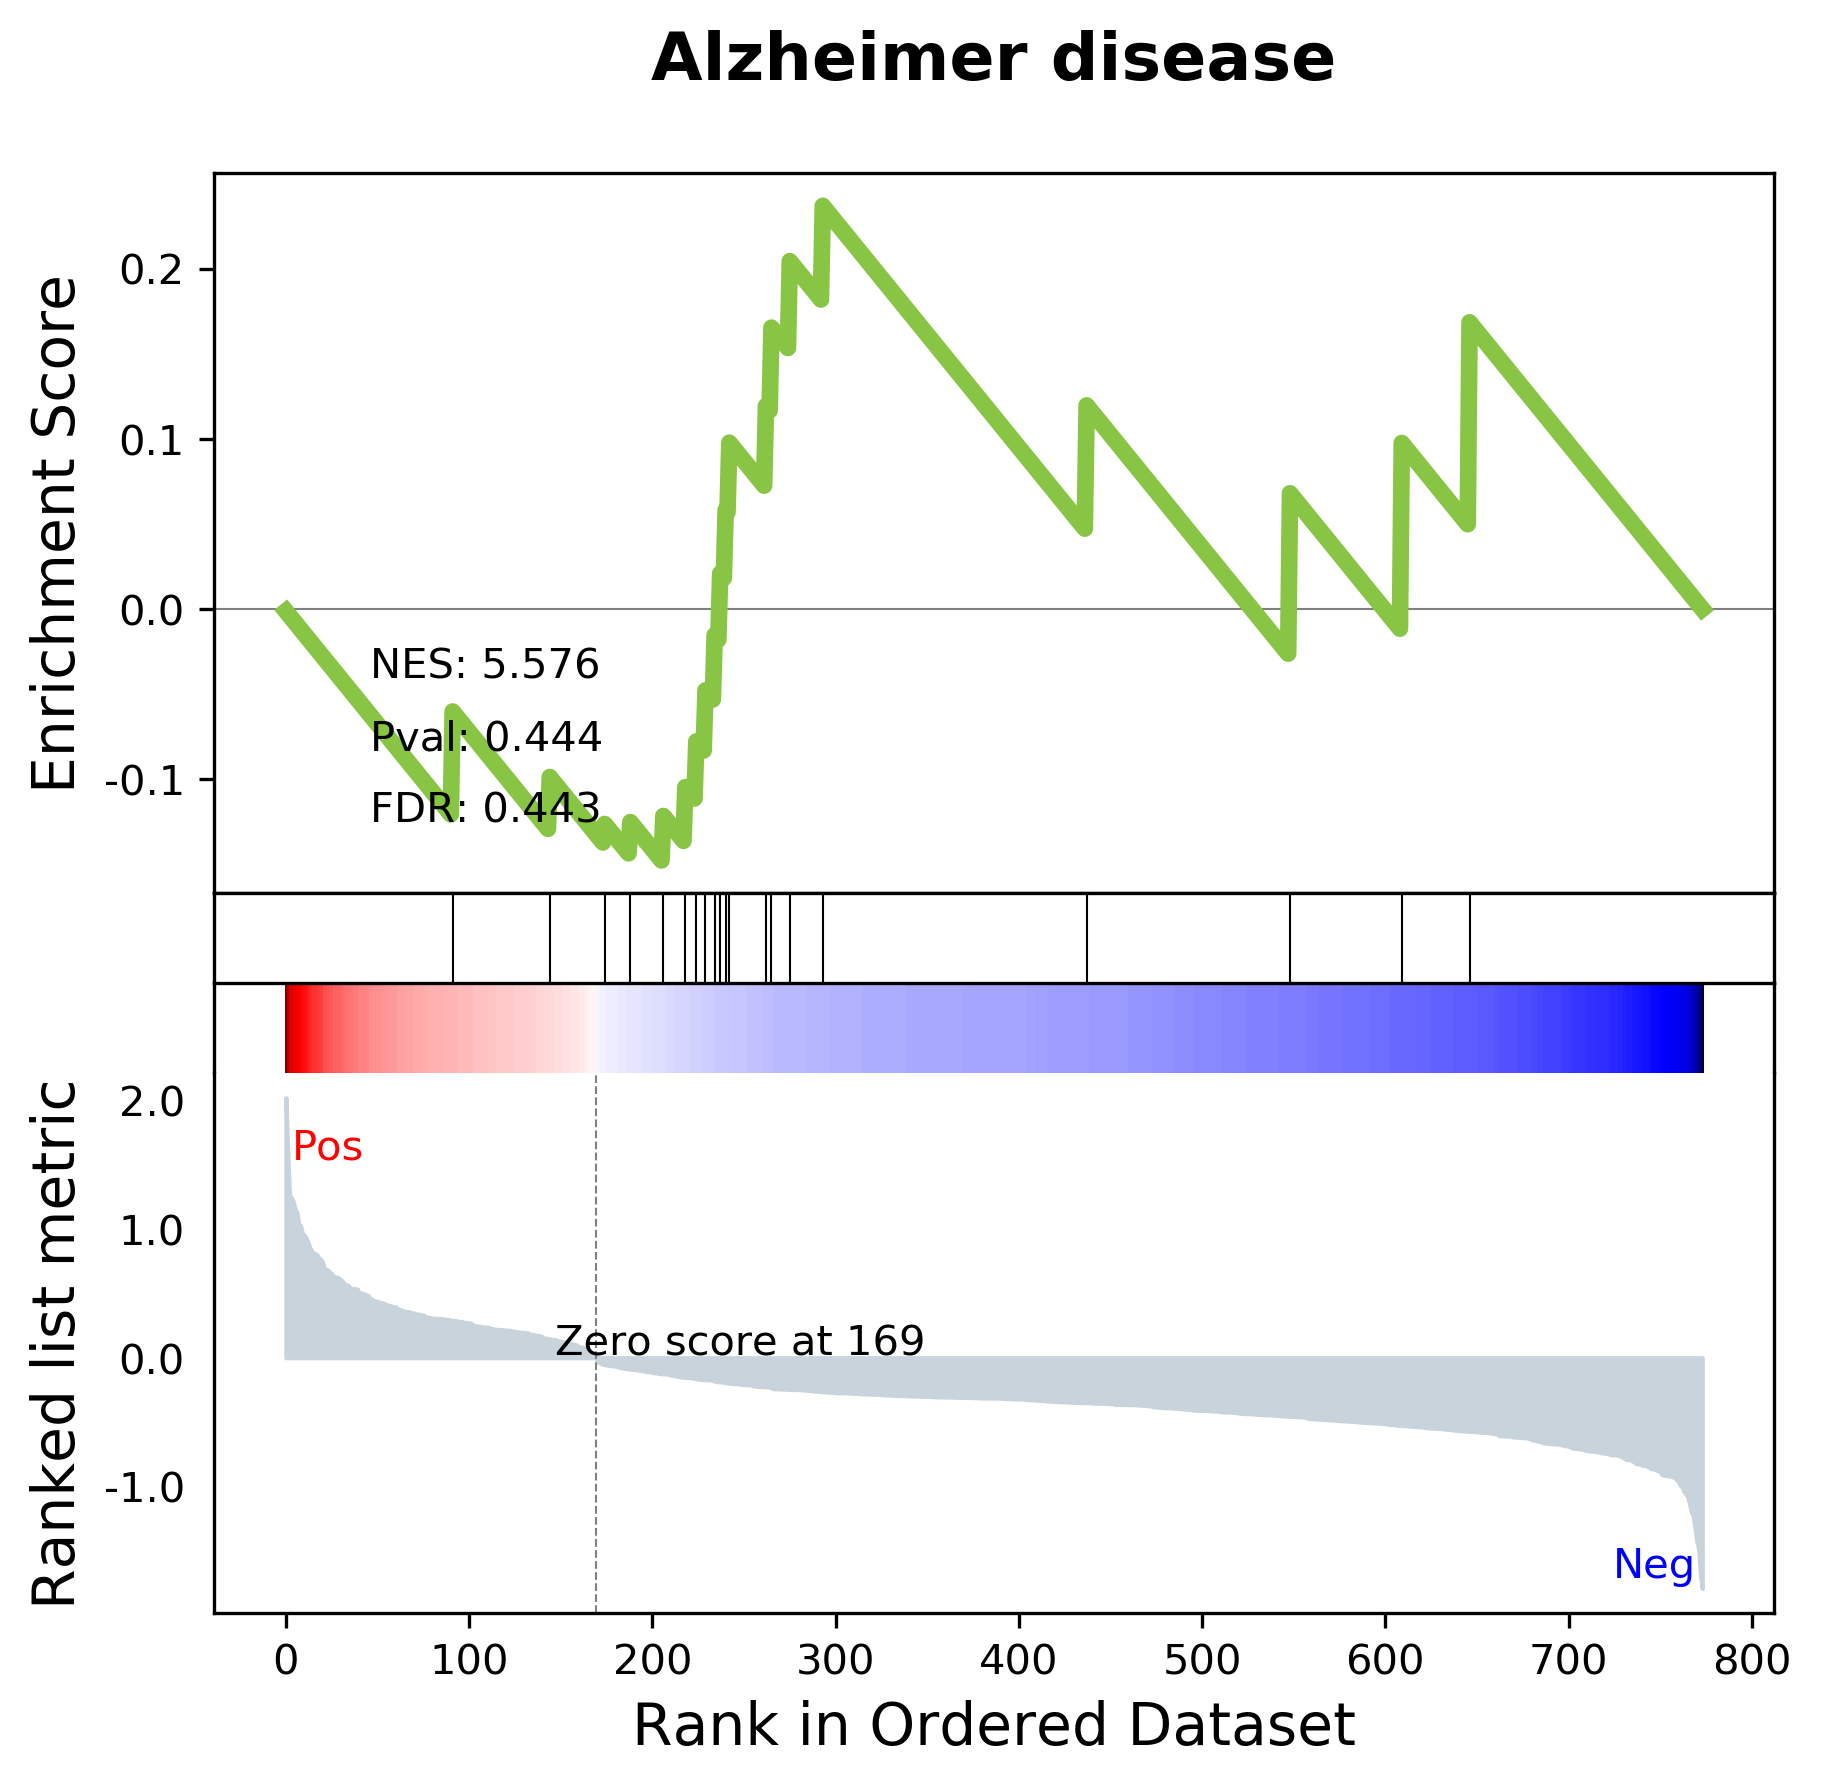 Alzheimer disease
Enrichment Score
0.2
0.1
0.0
-0.1
NES: 5.576
Pval: 0.444
FDR: 0.443
Ranked list metric
2.0
1.0
0.0
-1.0
Pos
Zero score at 169
Neg
0 100 200 300 400 500 600 700 800
Rank in Ordered Dataset